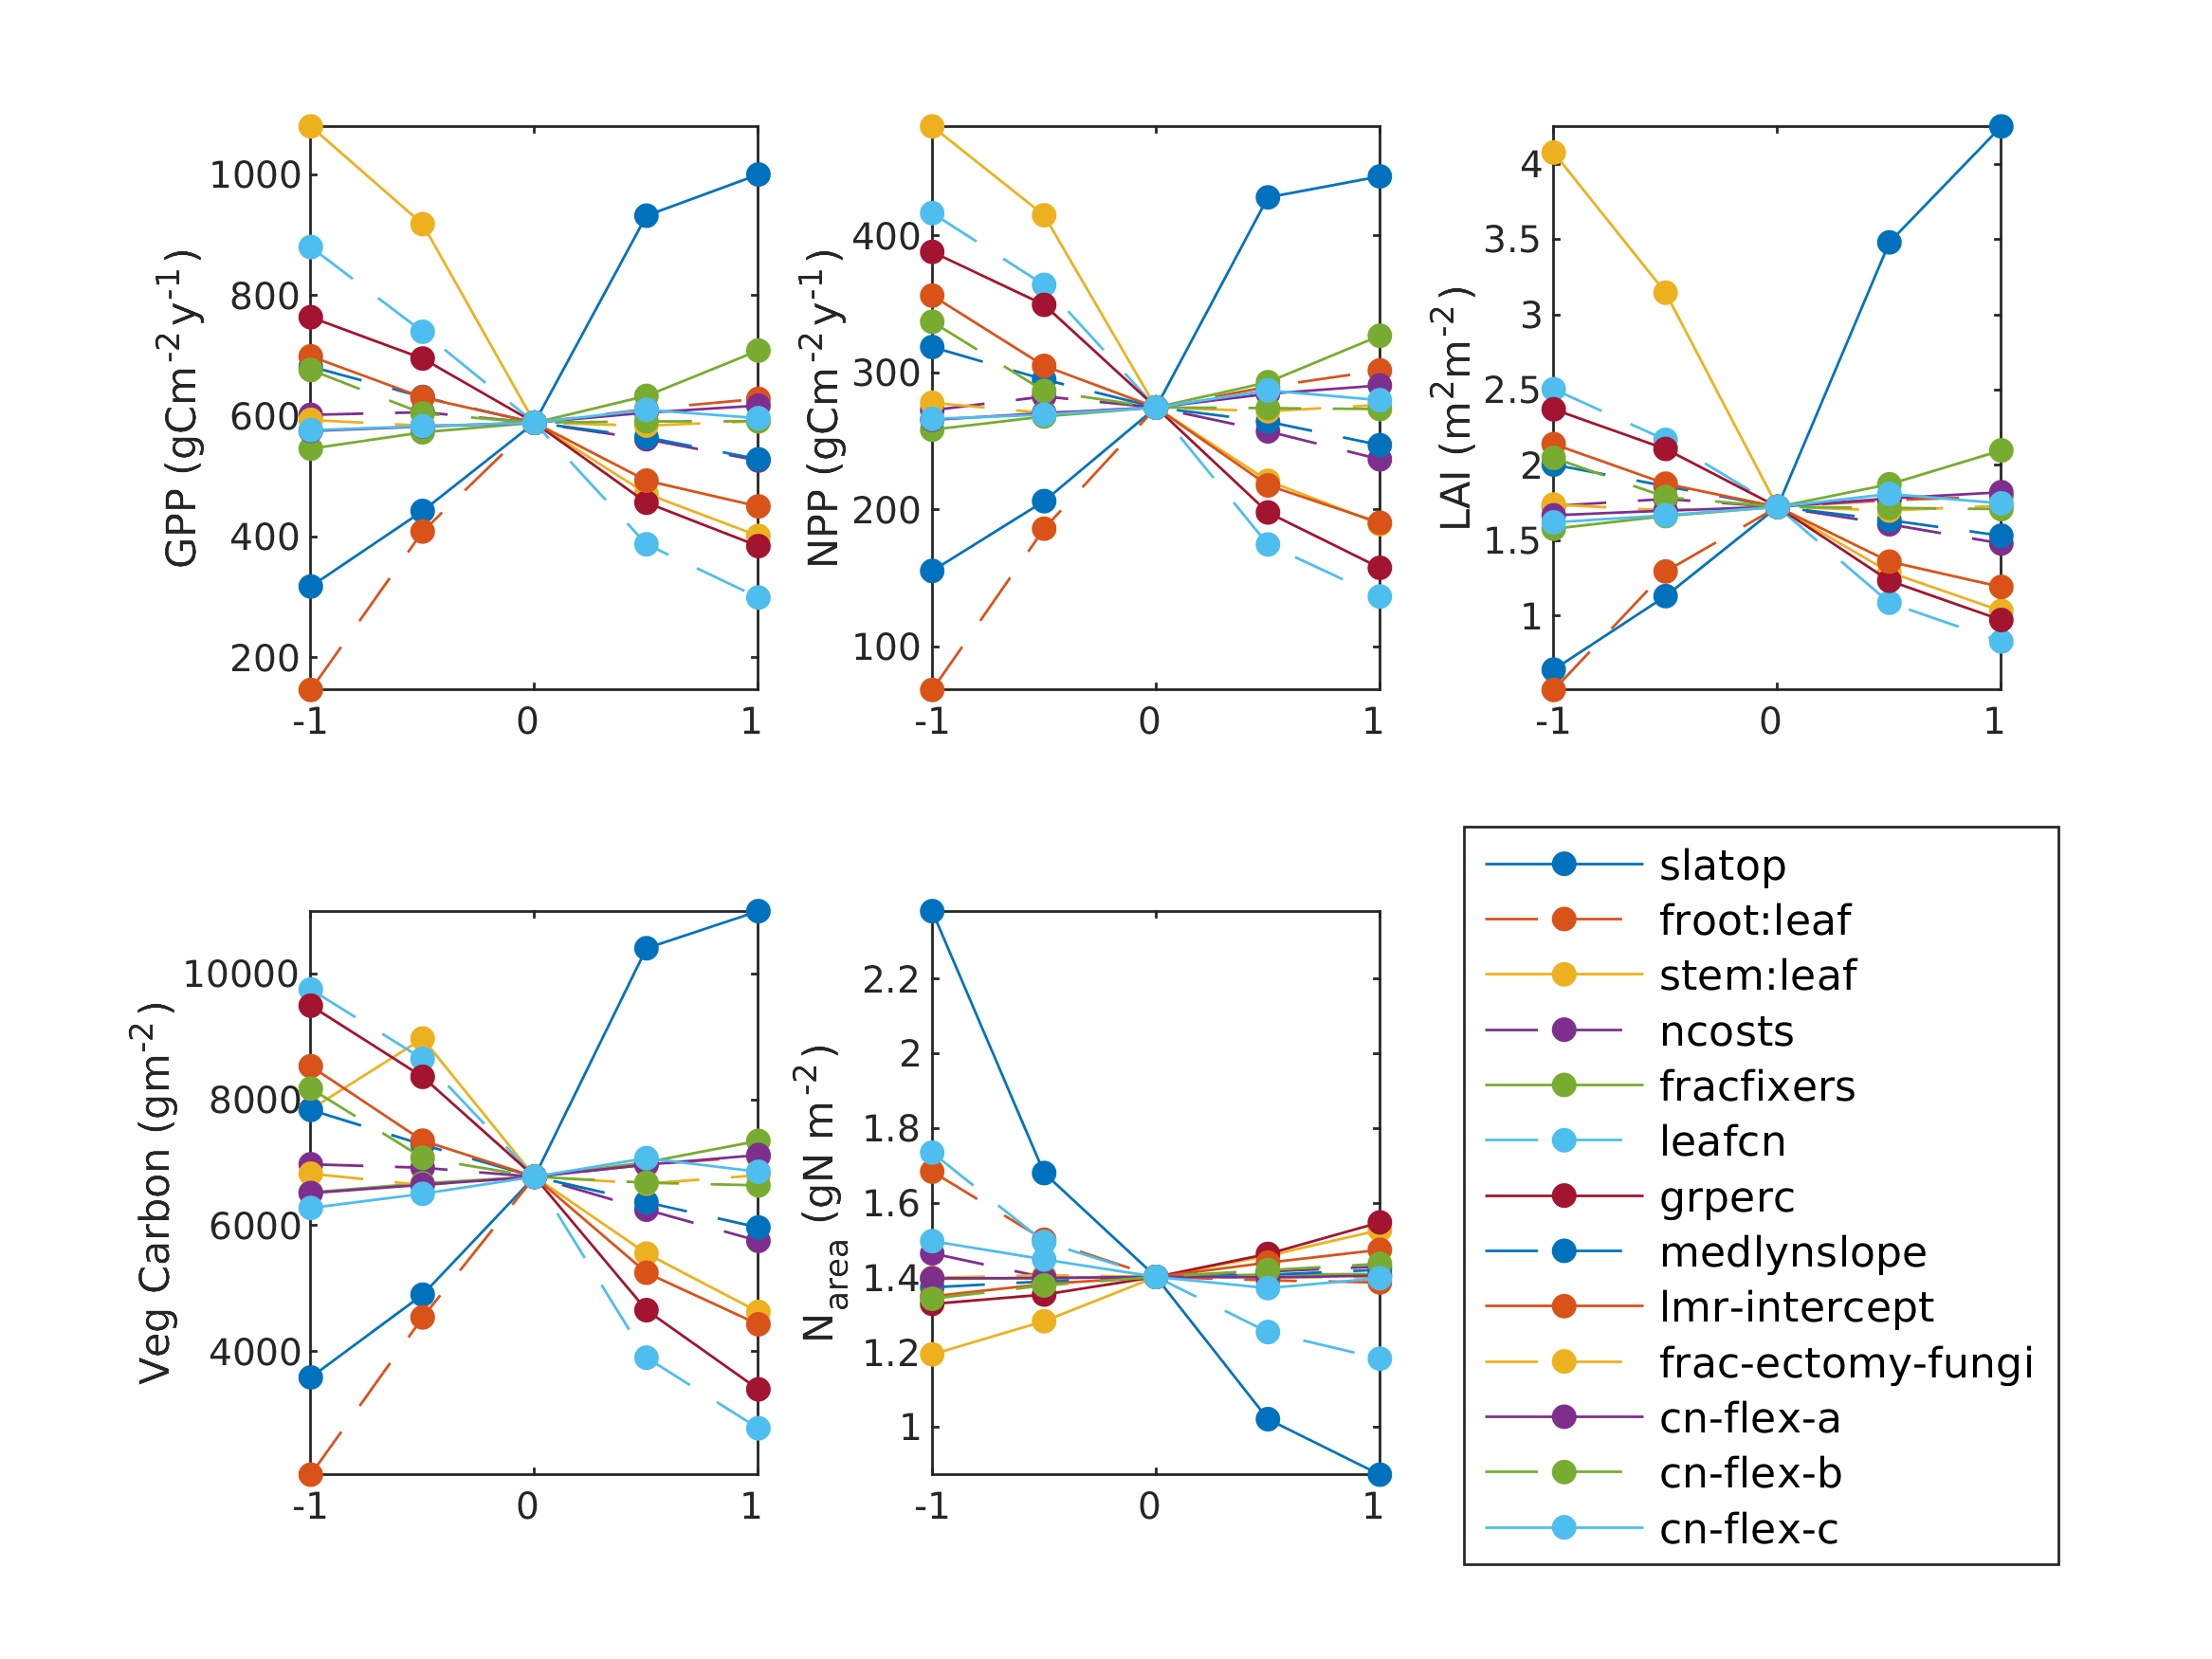 GPP (gCm-2 y-1)
1000
800
600
400
200
-1 0 1
NPP (gCm-2 y-1)
400
300
200
100
-1 0 1
LAI (m2m-2)
4
3.5
3
2.5
2
1.5
1
-1 0 1
Veg Carbon (gm-2)
10000
8000
6000
4000
-1 0 1
Narea (gN m-2)
2.2
2
1.8
1.6
1.4
1.2
1
-1 0 1
slatop
froot:leaf
stem:leaf
ncosts
fracfixers
leafcn
grperc
medlynslope
lmr-intercept
frac-ectomy-fungi
cn-flex-a
cn-flex-b
cn-flex-c